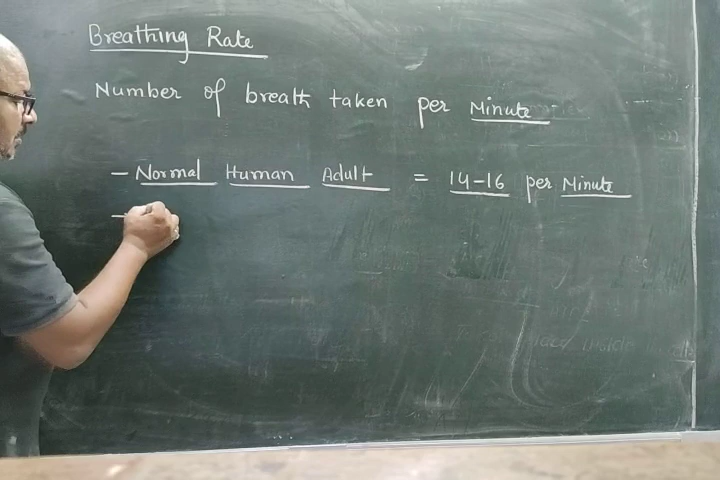 Breathing Rate
Number of breath taken per Minute
– Normal Human Adult = 14-16 per Minute
–